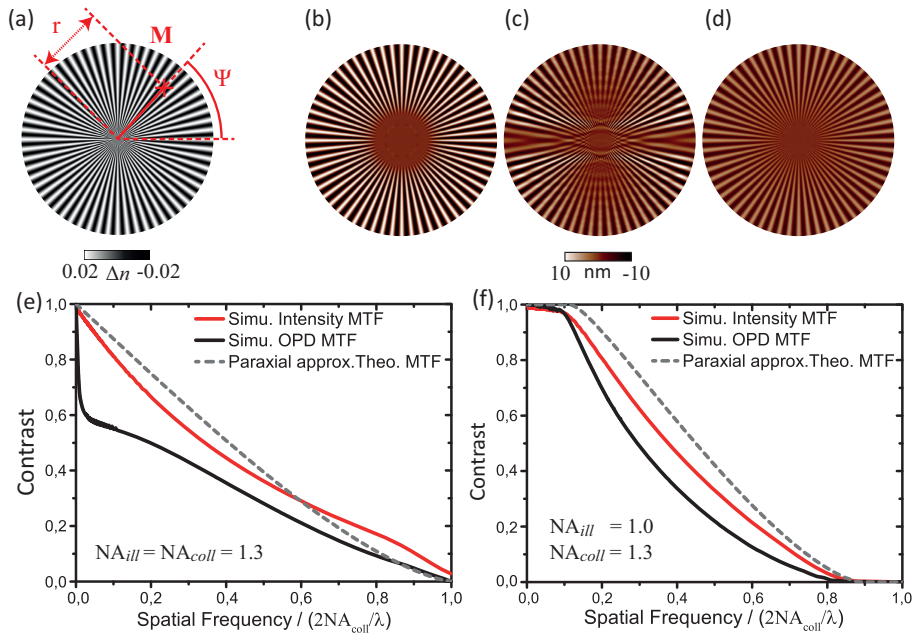 (a)
(b)
(c)
(d)
r
M
Ψ
0.02 Δn -0.02
10 nm -10
(e)
1,0
0,8
0,6
0,4
0,2
0,0
Contrast
Simu. Intensity MTF
Simu. OPD MTF
Paraxial approx.Theo. MTF
NAill = NAcoll = 1.3
0,0 0,2 0,4 0,6 0,8 1,0
Spatial Frequency / (2NAcoll/λ)
(f)
1,0
0,8
0,6
0,4
0,2
0,0
Contrast
Simu. Intensity MTF
Simu. OPD MTF
Paraxial approx.Theo. MTF
NAill = 1.0
NAcoll = 1.3
0,0 0,2 0,4 0,6 0,8 1,0
Spatial Frequency / (2NAcoll/λ)